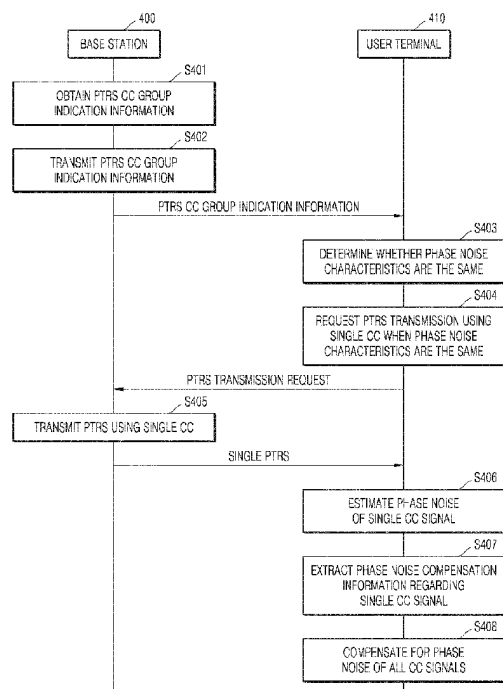 400
410
BASE STATION
USER TERMINAL
S401
OBTAIN PTRS CC GROUP
INDICATION INFORMATION
S402
TRANSMIT PTRS CC GROUP
INDICATION INFORMATION
PTRS CC GROUP INDICATION INFORMATION
S403
DETERMINE WHETHER PHASE NOISE
CHARACTERISTICS ARE THE SAME
S404
REQUEST PTRS TRANSMISSION USING
SINGLE CC WHEN PHASE NOISE
CHARACTERISTICS ARE THE SAME
PTRS TRANSMISSION REQUEST
S405
TRANSMIT PTRS USING SINGLE CC
SINGLE PTRS
S406
ESTIMATE PHASE NOISE
OF SINGLE CC SIGNAL
S407
EXTRACT PHASE NOISE COMPENSATION
INFORMATION REGARDING
SINGLE CC SIGNAL
S408
COMPENSATE FOR PHASE
NOISE OF ALL CC SIGNALS